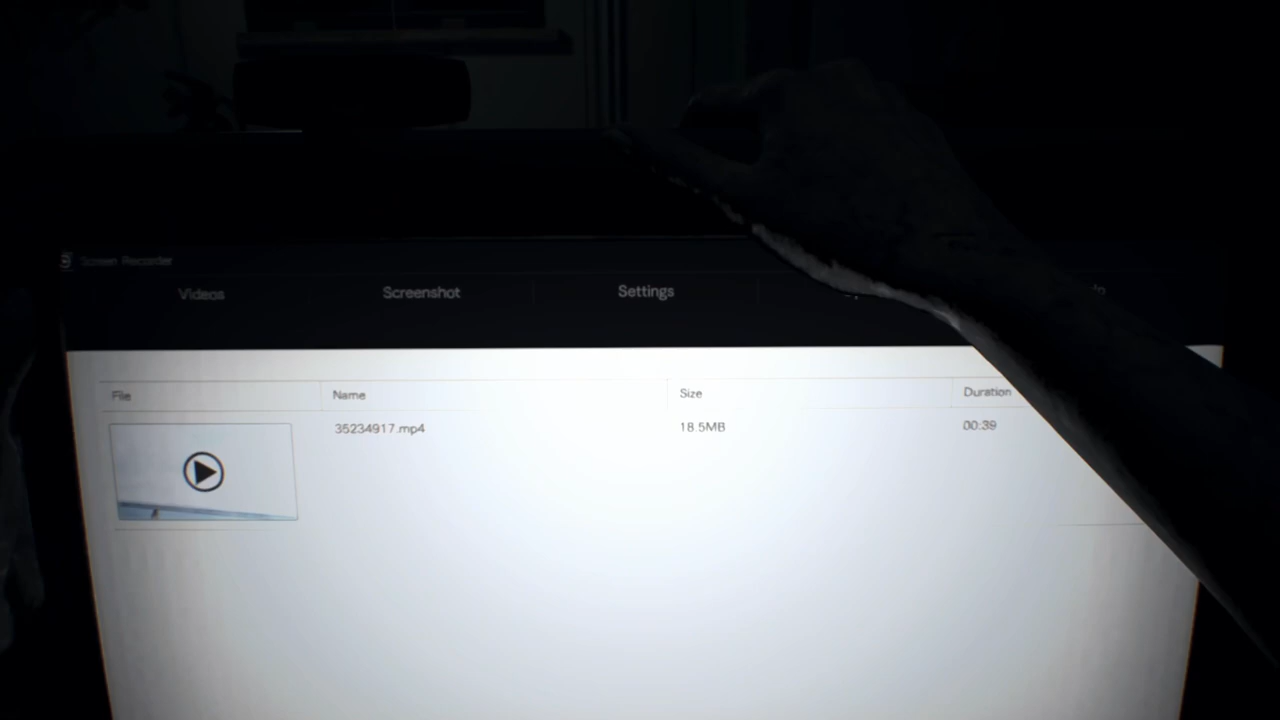 Screen Recorder
Videos Screenshot Settings
File Name Size Duration
35234917.mp4 18.5MB 00:39